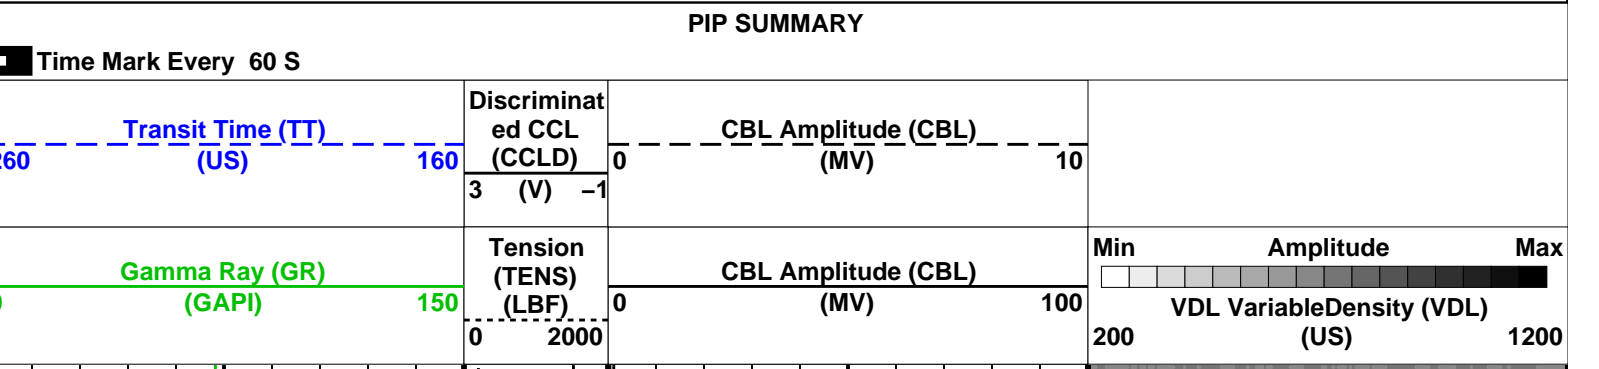 PIP SUMMARY
Time Mark Every 60 S
Transit Time (TT)
(US) 160
Discriminat
ed CCL
(CCLD)
3 (V) −1
CBL Amplitude (CBL)
0 (MV) 10
Gamma Ray (GR)
(GAPI) 150
Tension
(TENS)
(LBF)
0 2000
CBL Amplitude (CBL)
0 (MV) 100
Min Amplitude Max
VDL VariableDensity (VDL)
200 (US) 1200